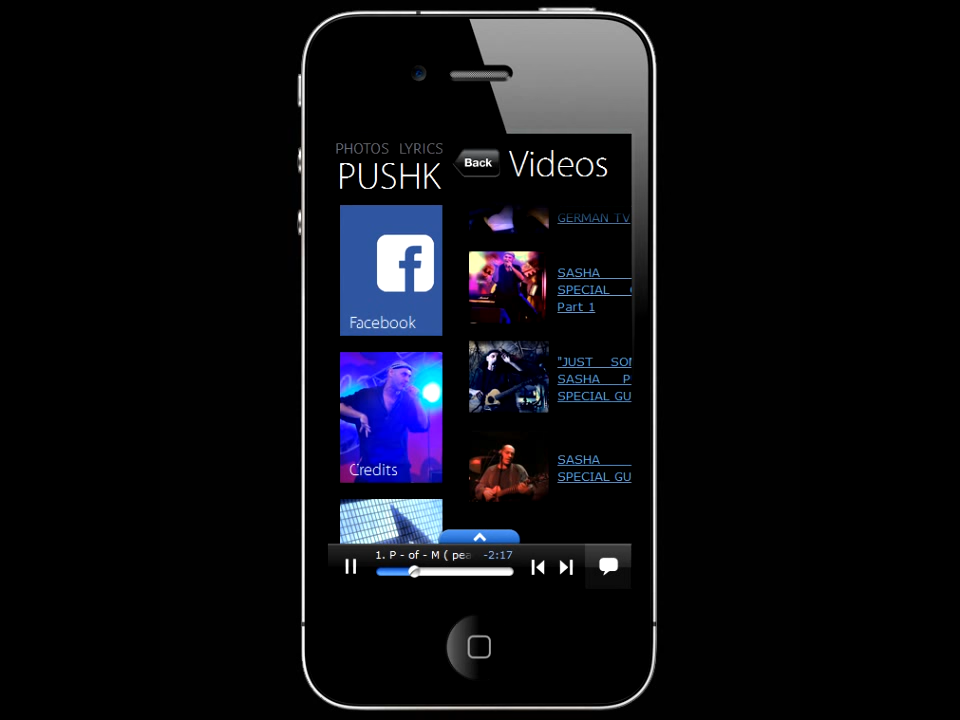 PHOTOS LYRICS
PUSHK
Back
Videos
GERMAN TV
SASHA
SPECIAL
Part 1
"JUST SON
SASHA P
SPECIAL GU
SASHA
SPECIAL GU
Facebook
Credits
1. P - of - M ( pea
-2:17